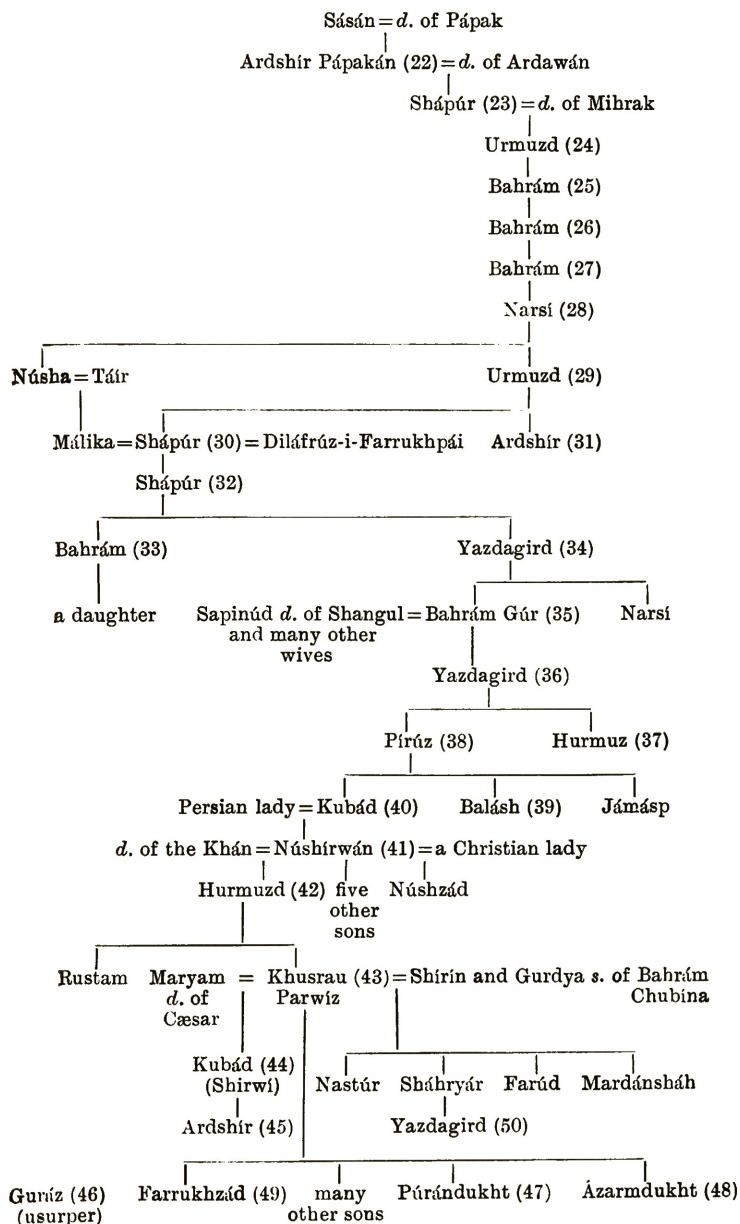 Sásán = d. of Pápak
Ardshír Pápakán (22) = d. of Ardawán
Shápúr (23) = d. of Mihrak
Urmuzd (24)
Bahrám (25)
Bahrám (26)
Bahrám (27)
Narsí (28)
Núsha = Táír Urmuzd (29)
Málika = Shápúr (30) = Diláfrúz-i-Farrukhpái Ardshír (31)
Shápúr (32)
Bahrám (33) Yazdagird (34)
a daughter Sapinúd d. of Shangul = Bahrám Gúr (35) Narsí
and many other
wives
Yazdagird (36)
Pírúz (38) Hurmuz (37)
Persian lady = Kubád (40) Balásh (39) Jámásp
d. of the Khán = Núshírwán (41) = a Christian lady
Hurmuzd (42) five Núshzád
other
sons
Rustam Maryam = Khusrau (43) = Shírín and Gurdya s. of Bahrám
d. of Parwíz Chubína
Cæsar
Kubád (44) Nastúr Sháhryár Farúd Mardánsháh
(Shirwí)
Ardshír (45) Yazdagird (50)
Guráz (46) Farrukhzád (49) many Púrándukht (47) Ázarmdukht (48)
(usurper) other sons